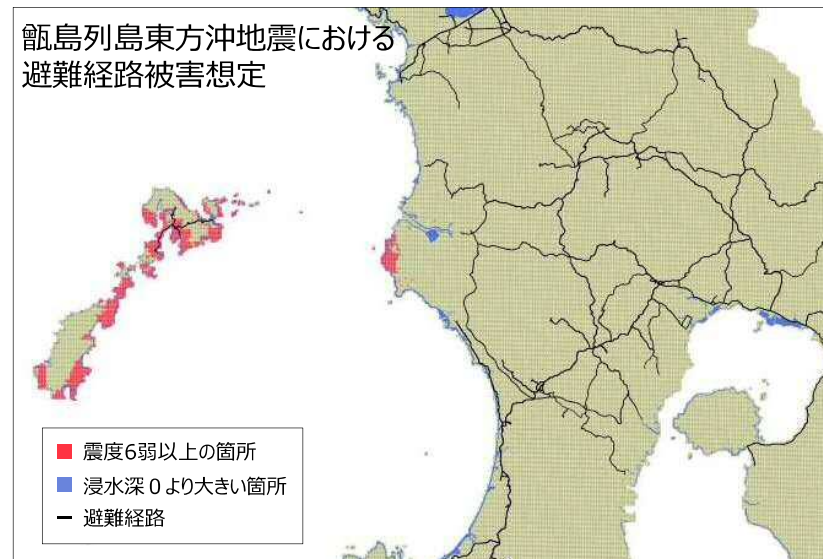 甑島列島東方沖地震における
避難経路被害想定
震度6弱以上の箇所
浸水深０より大きい箇所
避難経路